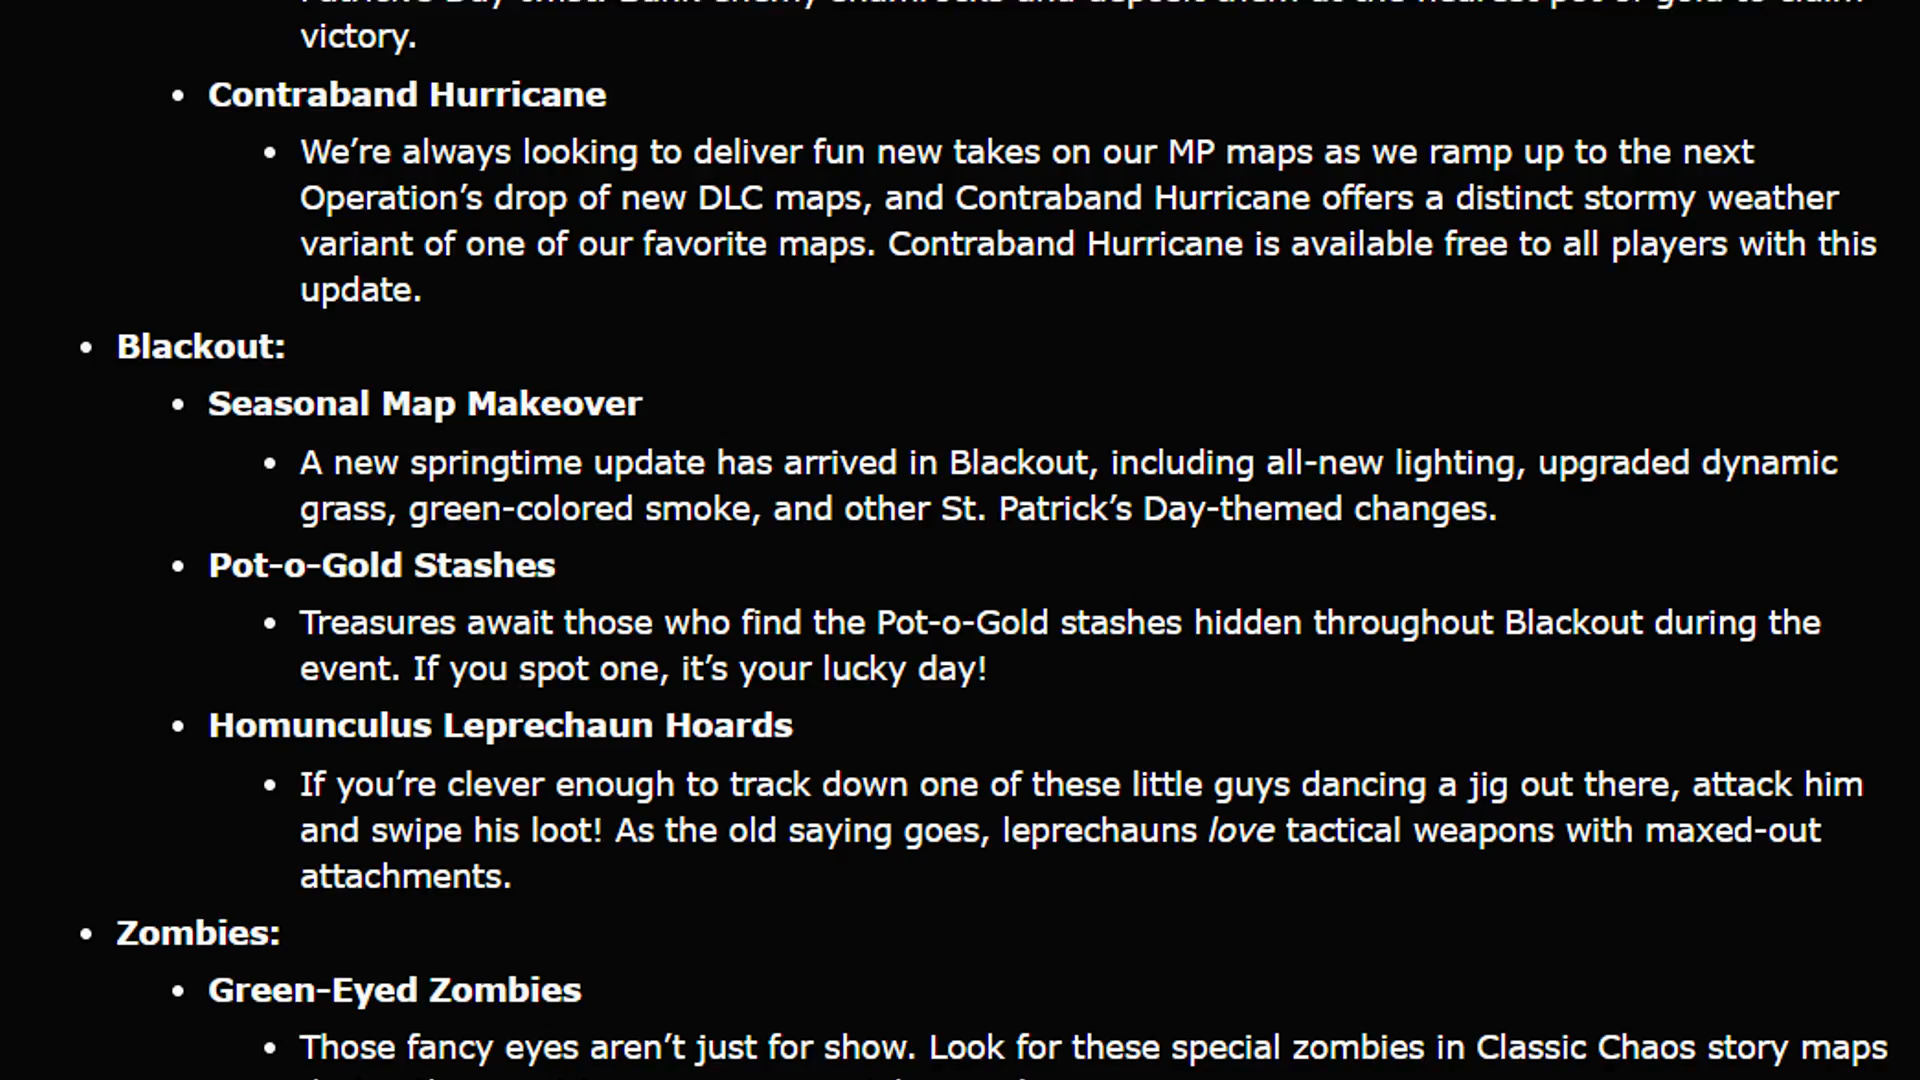 victory.
• Contraband Hurricane
• We’re always looking to deliver fun new takes on our MP maps as we ramp up to the next
Operation’s drop of new DLC maps, and Contraband Hurricane offers a distinct stormy weather
variant of one of our favorite maps. Contraband Hurricane is available free to all players with this
update.
• Blackout:
• Seasonal Map Makeover
• A new springtime update has arrived in Blackout, including all-new lighting, upgraded dynamic
grass, green-colored smoke, and other St. Patrick’s Day-themed changes.
• Pot-o-Gold Stashes
• Treasures await those who find the Pot-o-Gold stashes hidden throughout Blackout during the
event. If you spot one, it’s your lucky day!
• Homunculus Leprechaun Hoards
• If you’re clever enough to track down one of these little guys dancing a jig out there, attack him
and swipe his loot! As the old saying goes, leprechauns love tactical weapons with maxed-out
attachments.
• Zombies:
• Green-Eyed Zombies
• Those fancy eyes aren’t just for show. Look for these special zombies in Classic Chaos story maps